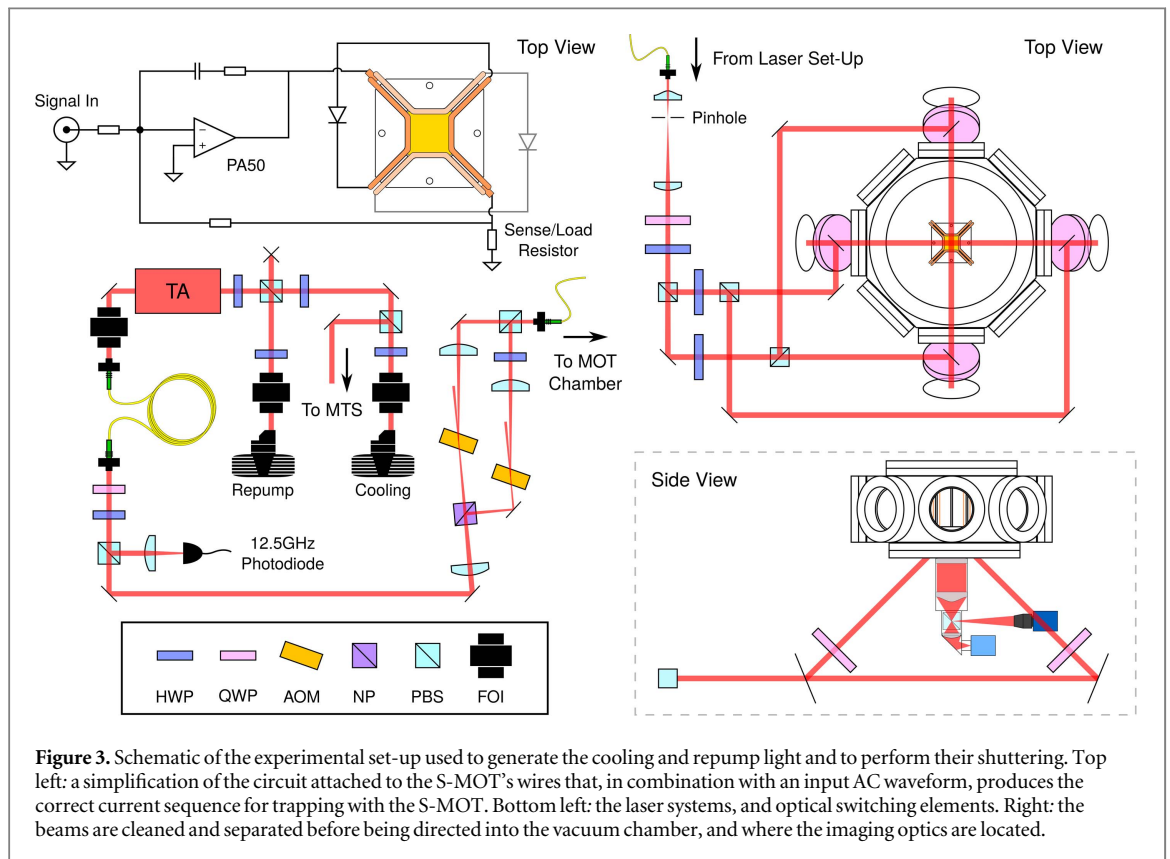 Top View
Signal In
PA50
Sense/Load
Resistor
TA
To MTS
Repump
Cooling
To MOT
Chamber
12.5GHz
Photodiode
HWP QWP AOM NP PBS FOI
From Laser Set-Up
Top View
Pinhole
Side View
Figure 3. Schematic of the experimental set-up used to generate the cooling and repump light and to perform their shuttering. Top
left: a simplification of the circuit attached to the S-MOT's wires that, in combination with an input AC waveform, produces the
correct current sequence for trapping with the S-MOT. Bottom left: the laser systems, and optical switching elements. Right: the
beams are cleaned and separated before being directed into the vacuum chamber, and where the imaging optics are located.